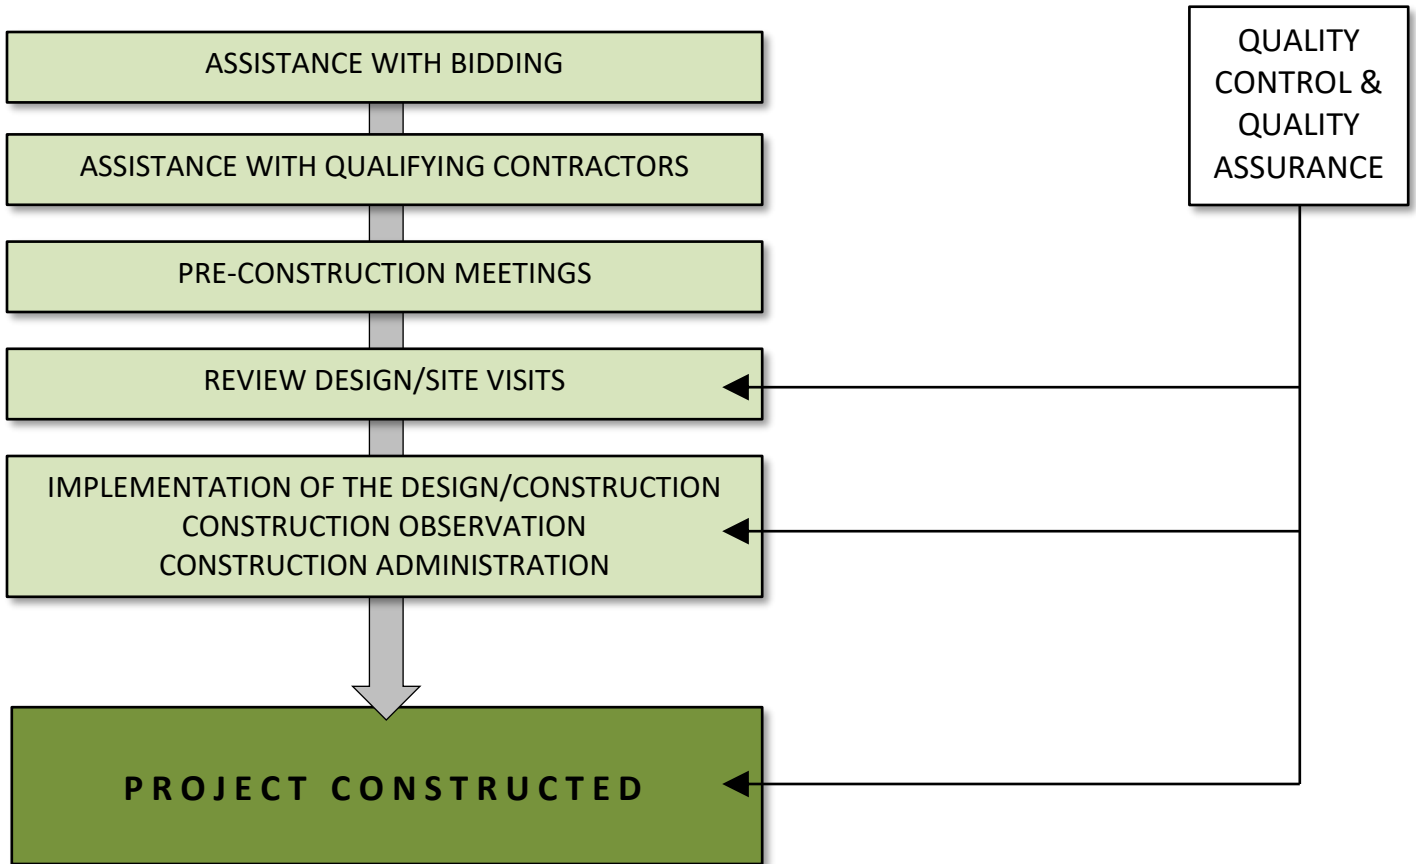 ASSISTANCE WITH BIDDING
ASSISTANCE WITH QUALIFYING CONTRACTORS
PRE-CONSTRUCTION MEETINGS
REVIEW DESIGN/SITE VISITS
IMPLEMENTATION OF THE DESIGN/CONSTRUCTION
CONSTRUCTION OBSERVATION
CONSTRUCTION ADMINISTRATION
PROJECT CONSTRUCTED
QUALITY
CONTROL &
QUALITY
ASSURANCE